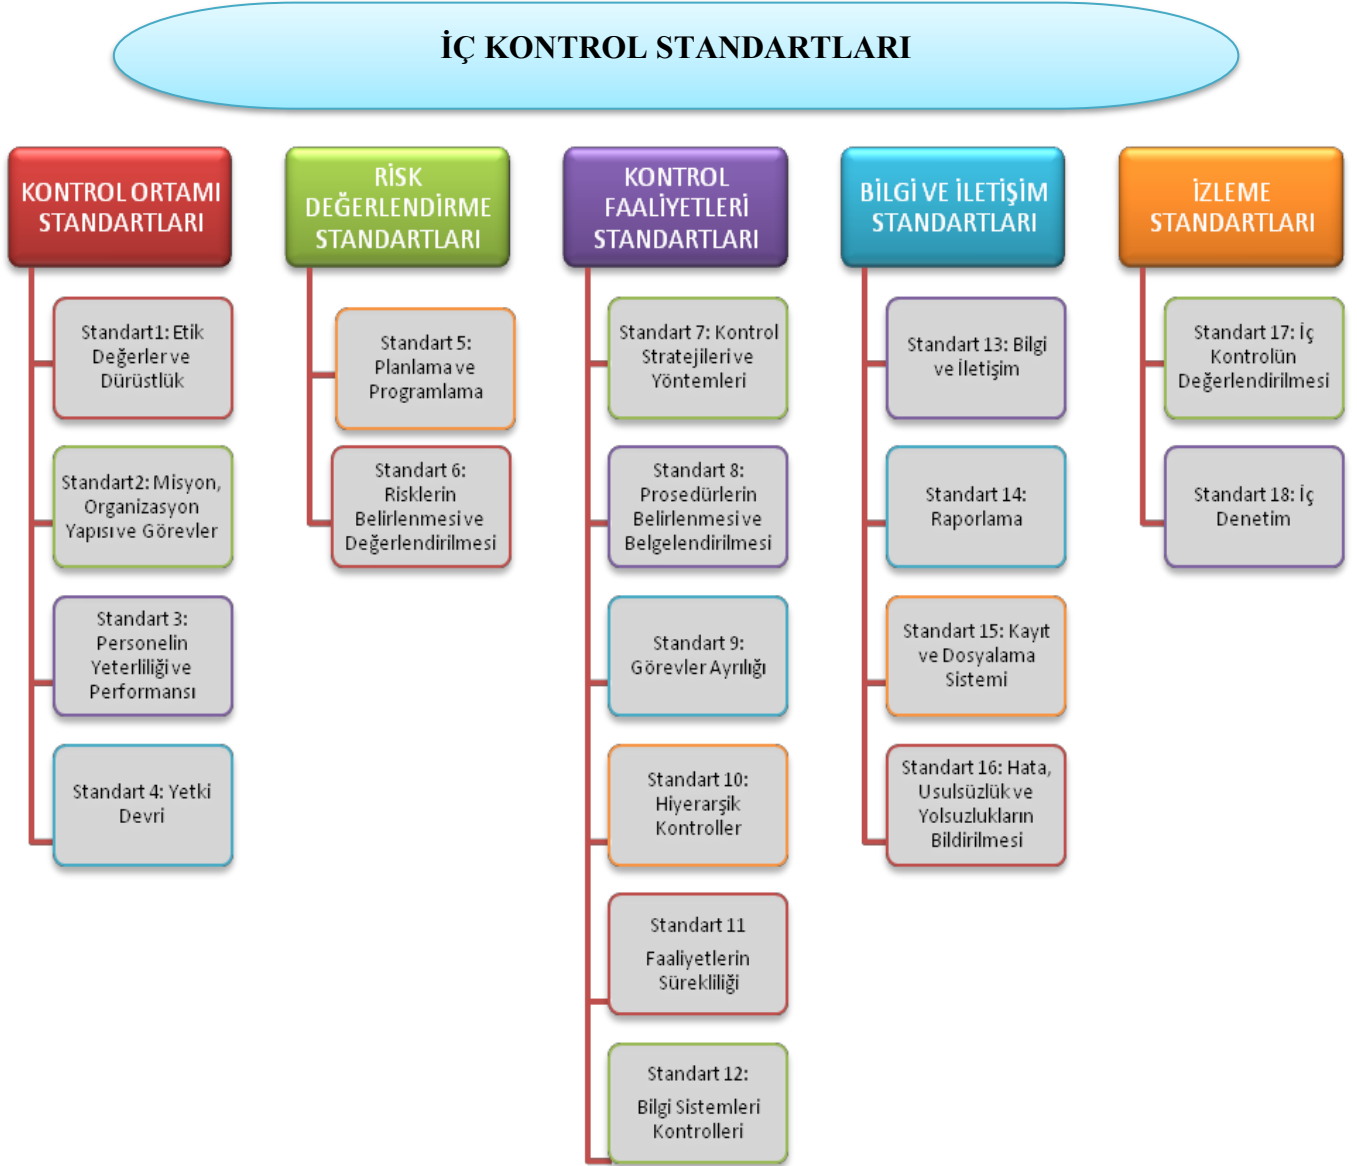 İÇ KONTROL STANDARTLARI
KONTROL ORTAMI
STANDARTLARI
Standart1: Etik
Değerler ve
Dürüstlük
Standart2: Misyon,
Organizasyon
Yapısı ve Görevler
Standart 3:
Personelin
Yeterliliği ve
Performansı
Standart 4: Yetki
Devri
RİSK
DEĞERLENDİRME
STANDARTLARI
Standart 5:
Planlama ve
Programlama
Standart 6:
Risklerin
Belirlenmesi ve
Değerlendirilmesi
KONTROL
FAALİYETLERİ
STANDARTLARI
Standart 7: Kontrol
Stratejileri ve
Yöntemleri
Standart 8:
Prosedürlerin
Belirlenmesi ve
Belgelendirilmesi
Standart 9:
Görevler Ayrılığı
Standart 10:
Hiyerarşik
Kontroller
Standart 11
Faaliyetlerin
Sürekliliği
Standart 12:
Bilgi Sistemleri
Kontrolleri
BİLGİ VE İLETİŞİM
STANDARTLARI
Standart 13: Bilgi
ve İletişim
Standart 14:
Raporlama
Standart 15: Kayıt
ve Dosyalama
Sistemi
Standart 16: Hata,
Usulsüzlük ve
Yolsuzlukların
Bildirilmesi
İZLEME
STANDARTLARI
Standart 17: İç
Kontrolün
Değerlendirilmesi
Standart 18: İç
Denetim